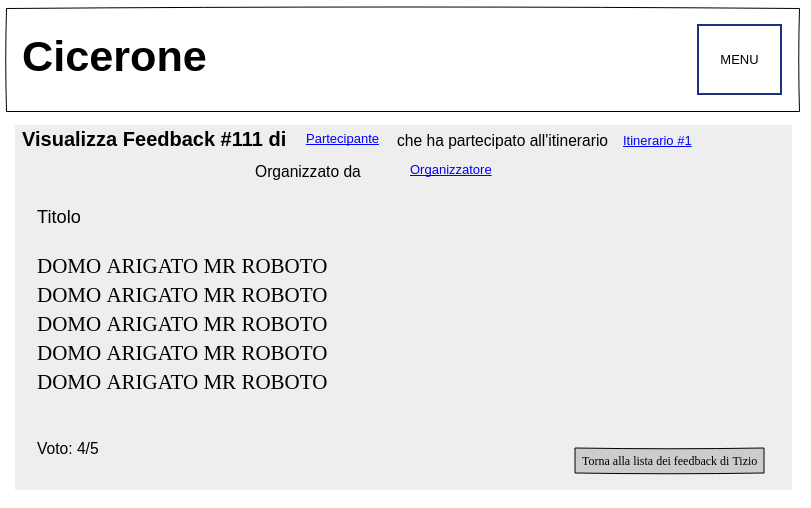 Cicerone
MENU
Visualizza Feedback #111 di Partecipante che ha partecipato all'itinerario Itinerario #1
Organizzato da Organizzatore
Titolo
DOMO ARIGATO MR ROBOTO
DOMO ARIGATO MR ROBOTO
DOMO ARIGATO MR ROBOTO
DOMO ARIGATO MR ROBOTO
DOMO ARIGATO MR ROBOTO
Voto: 4/5
Torna alla lista dei feedback di Tizio